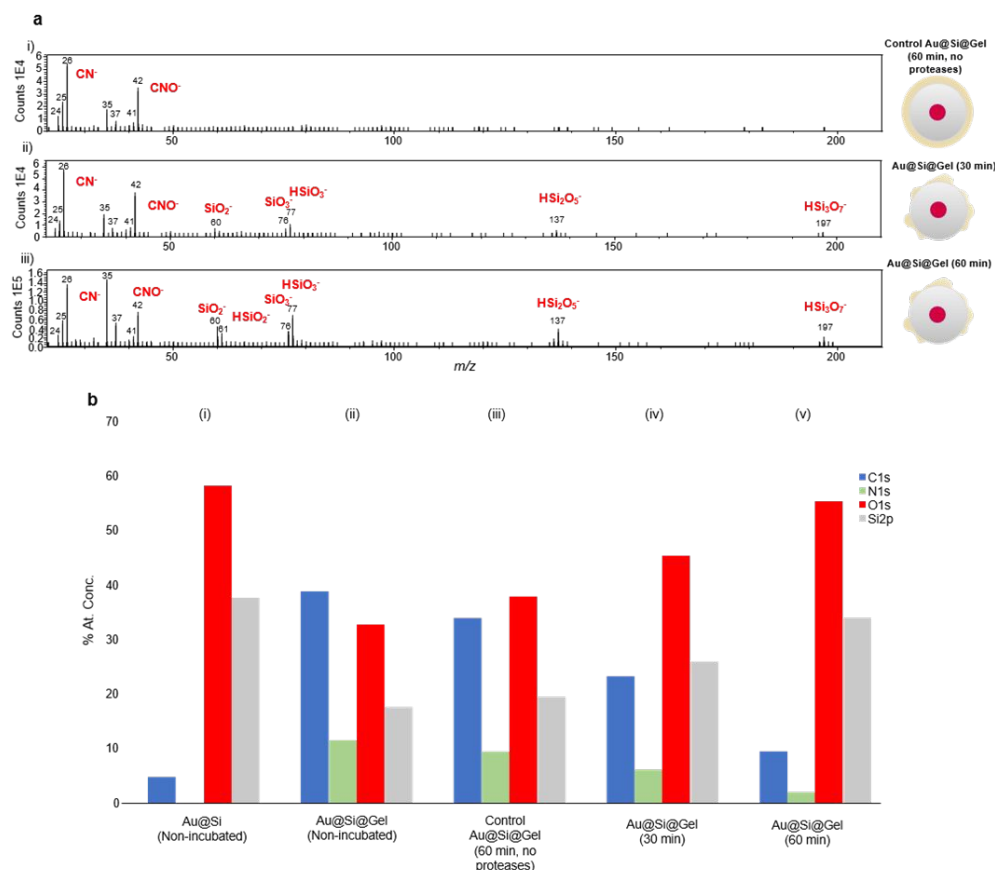 a
i)
Counts 1E4
6
5
4
3
2
1
0
24
25
26
CN⁻
35
37
41
42
CNO⁻
50
100
150
200
Control Au@Si@Gel
(60 min, no
proteases)
ii)
Counts 1E4
6
5
4
3
2
1
0
24
25
26
CN⁻
35
37
41
42
CNO⁻
SiO₂⁻
60
SiO₃⁻
76
HSiO₃⁻
77
HSi₂O₅⁻
137
HSi₃O₇⁻
197
50
100
150
200
Au@Si@Gel (30 min)
iii)
Counts 1E5
1.6
1.4
1.2
1.0
0.8
0.6
0.4
0.2
0.0
24
25
26
CN⁻
35
37
41
42
CNO⁻
SiO₂⁻
60
61
HSiO₂⁻
SiO₃⁻
76
HSiO₃⁻
77
HSi₂O₅⁻
137
HSi₃O₇⁻
197
50
100
150
200
m/z
Au@Si@Gel (60 min)
b
(i)
(ii)
(iii)
(iv)
(v)
% At. Conc.
70
60
50
40
30
20
10
0
C1s
N1s
O1s
Si2p
Au@Si
(Non-incubated)
Au@Si@Gel
(Non-incubated)
Control
Au@Si@Gel
(60 min, no
proteases)
Au@Si@Gel
(30 min)
Au@Si@Gel
(60 min)